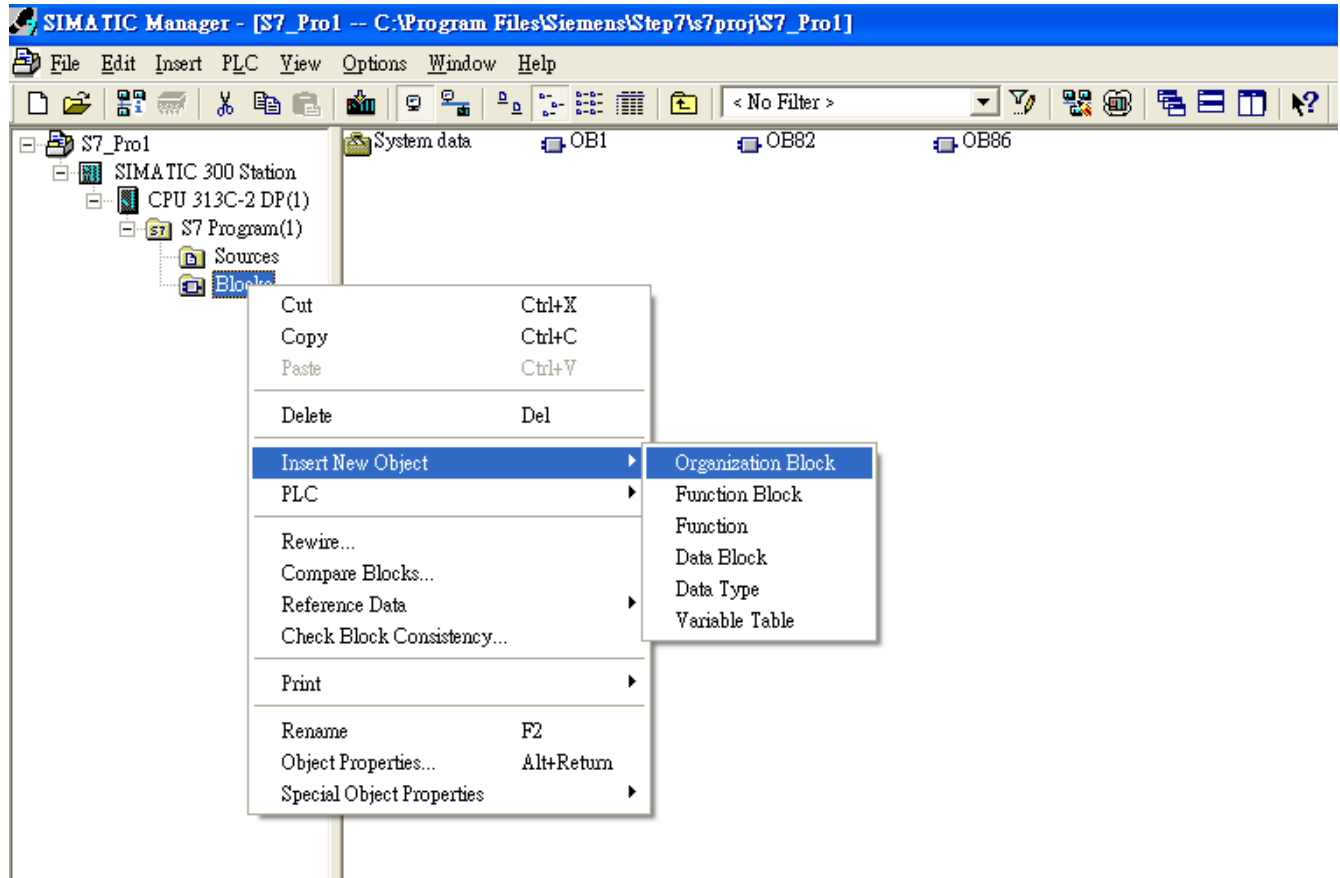 SIMATIC Manager - [S7_Pro1 -- C:\Program Files\Siemens\Step7\s7proj\S7_Pro1]
File Edit Insert PLC View Options Window Help
< No Filter >
S7_Pro1
SIMATIC 300 Station
CPU 313C-2 DP(1)
S7 Program(1)
Sources
Blocks
System data OB1 OB82 OB86
Cut Ctrl+X
Copy Ctrl+C
Paste Ctrl+V
Delete Del
Insert New Object
PLC
Rewire...
Compare Blocks...
Reference Data
Check Block Consistency...
Print
Rename F2
Object Properties... Alt+Return
Special Object Properties
Organization Block
Function Block
Function
Data Block
Data Type
Variable Table